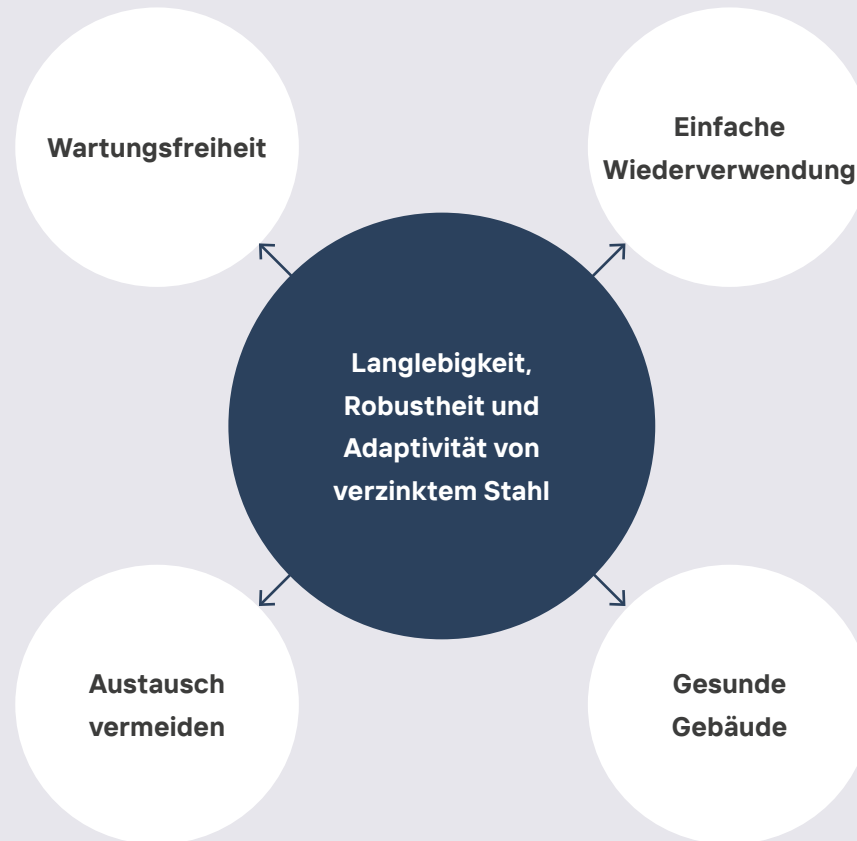 Wartungsfreiheit
Einfache
Wiederverwendung
Langlebigkeit,
Robustheit und
Adaptivität von
verzinktem Stahl
Austausch
vermeiden
Gesunde
Gebäude